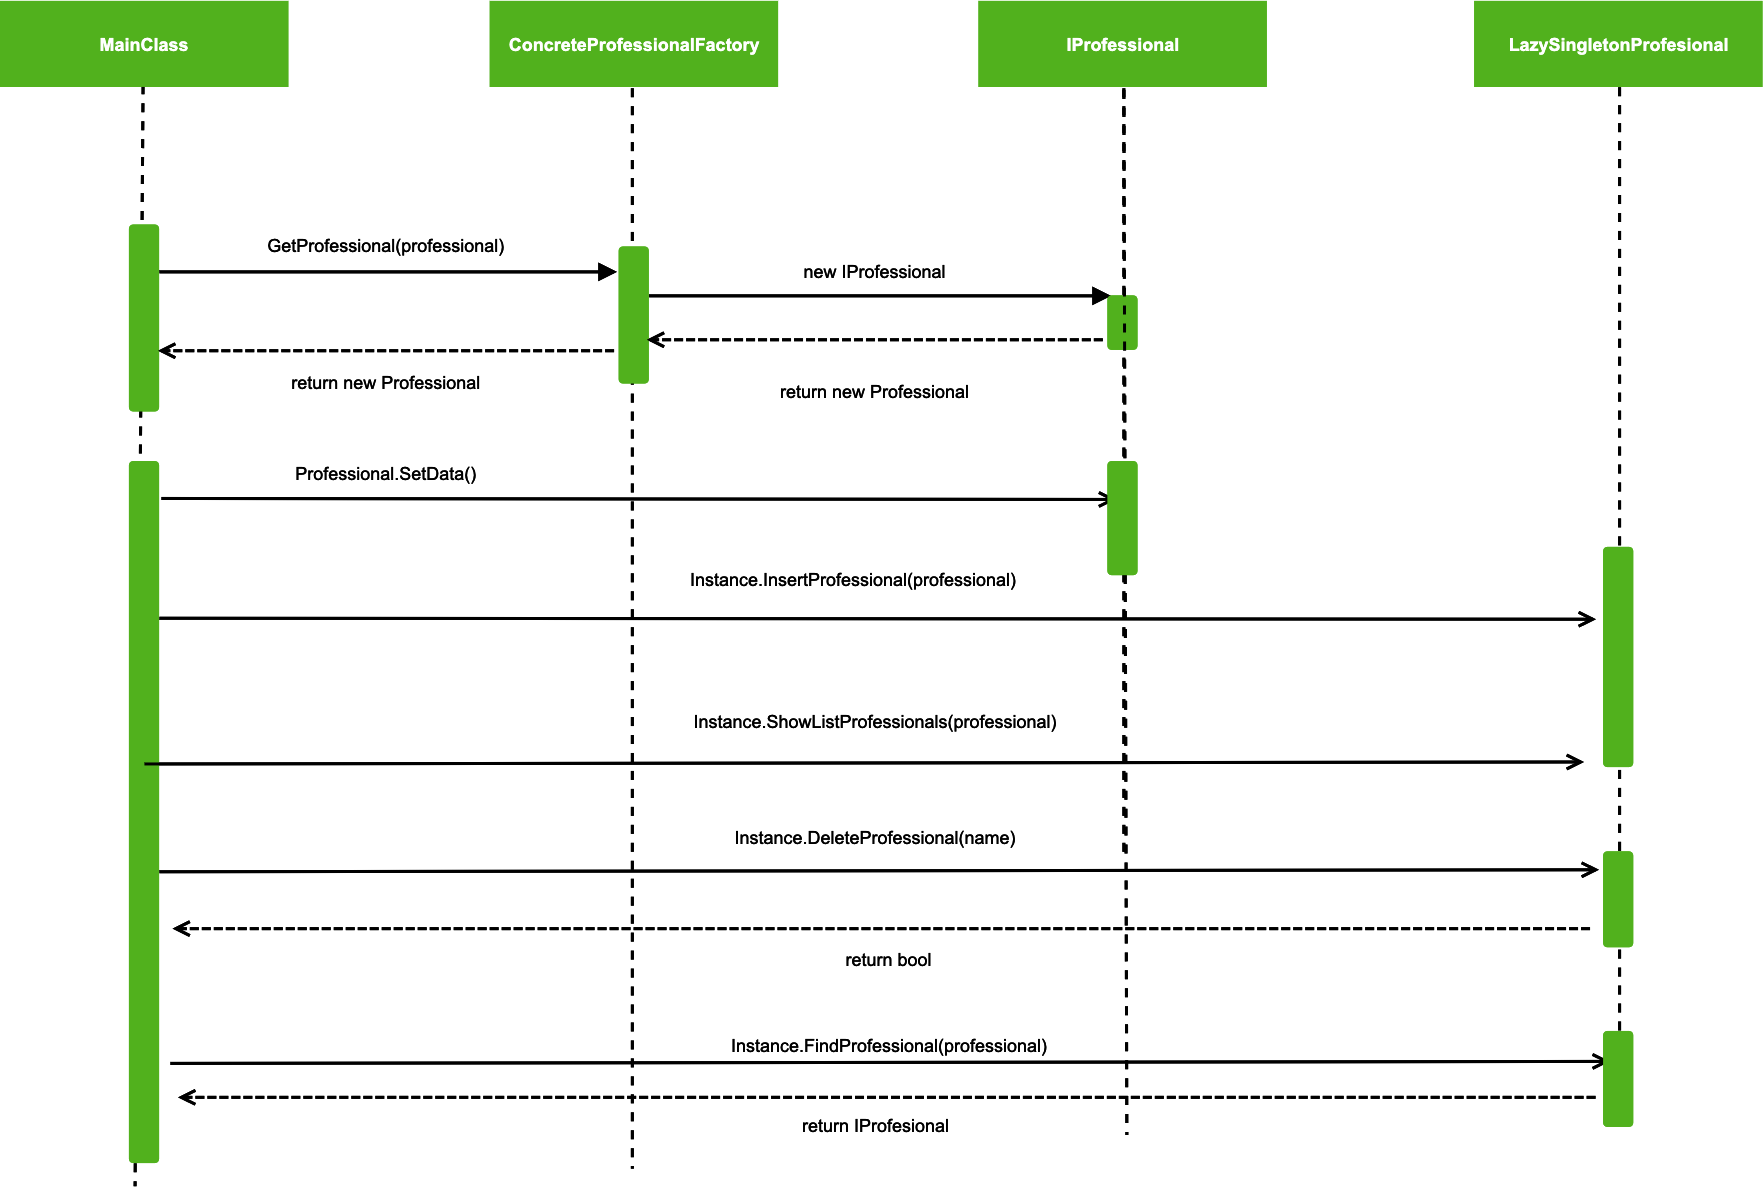 MainClass
ConcreteProfessionalFactory
IProfessional
LazySingletonProfesional
GetProfessional(professional)
new IProfessional
return new Professional
return new Professional
Professional.SetData()
Instance.InsertProfessional(professional)
Instance.ShowListProfessionals(professional)
Instance.DeleteProfessional(name)
return bool
Instance.FindProfessional(professional)
return IProfesional